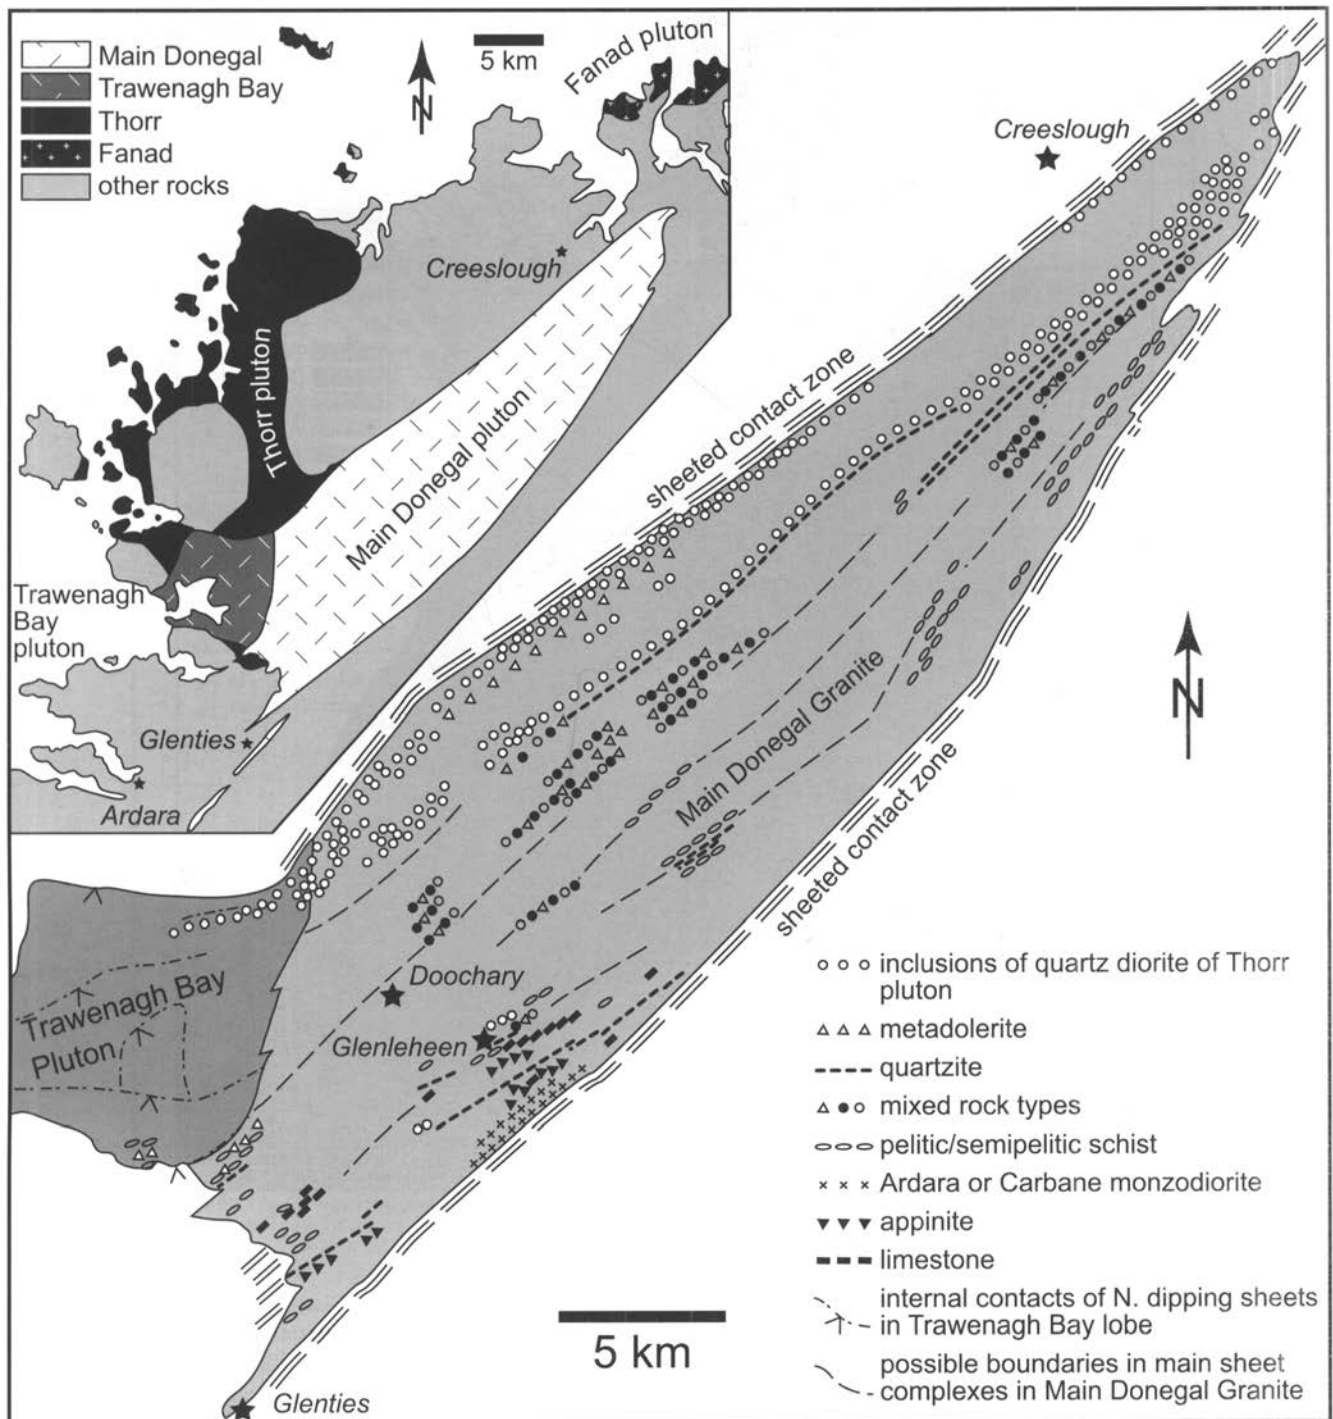 Main Donegal
Trawenagh Bay
Thorr
Fanad
other rocks
N
5 km
Fanad pluton
Creeslough
Thorr pluton
Main Donegal pluton
Trawenagh
Bay
pluton
Glenties
Ardara
Creeslough
sheeted contact zone
N
Main Donegal Granite
sheeted contact zone
Trawenagh Bay
Pluton
Doochary
Glenleheen
Glenties
5 km
inclusions of quartz diorite of Thorr
pluton
metadolerite
quartzite
mixed rock types
pelitic/semipelitic schist
Ardara or Carbane monzodiorite
appinite
limestone
internal contacts of N. dipping sheets
in Trawenagh Bay lobe
possible boundaries in main sheet
complexes in Main Donegal Granite